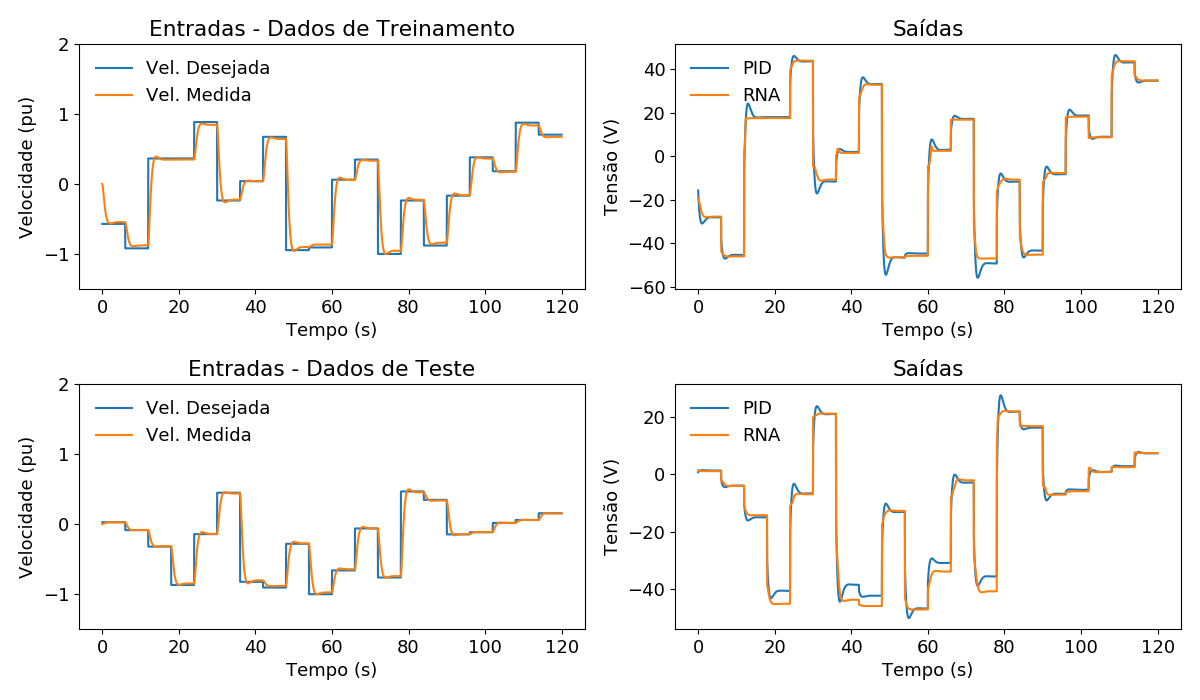 Entradas - Dados de Treinamento
2
1
0
−1
Velocidade (pu)
Vel. Desejada
Vel. Medida
0 20 40 60 80 100 120
Tempo (s)
Saídas
40
20
0
−20
−40
−60
Tensão (V)
PID
RNA
0 20 40 60 80 100 120
Tempo (s)
Entradas - Dados de Teste
2
1
0
−1
Velocidade (pu)
Vel. Desejada
Vel. Medida
0 20 40 60 80 100 120
Tempo (s)
Saídas
20
0
−20
−40
Tensão (V)
PID
RNA
0 20 40 60 80 100 120
Tempo (s)